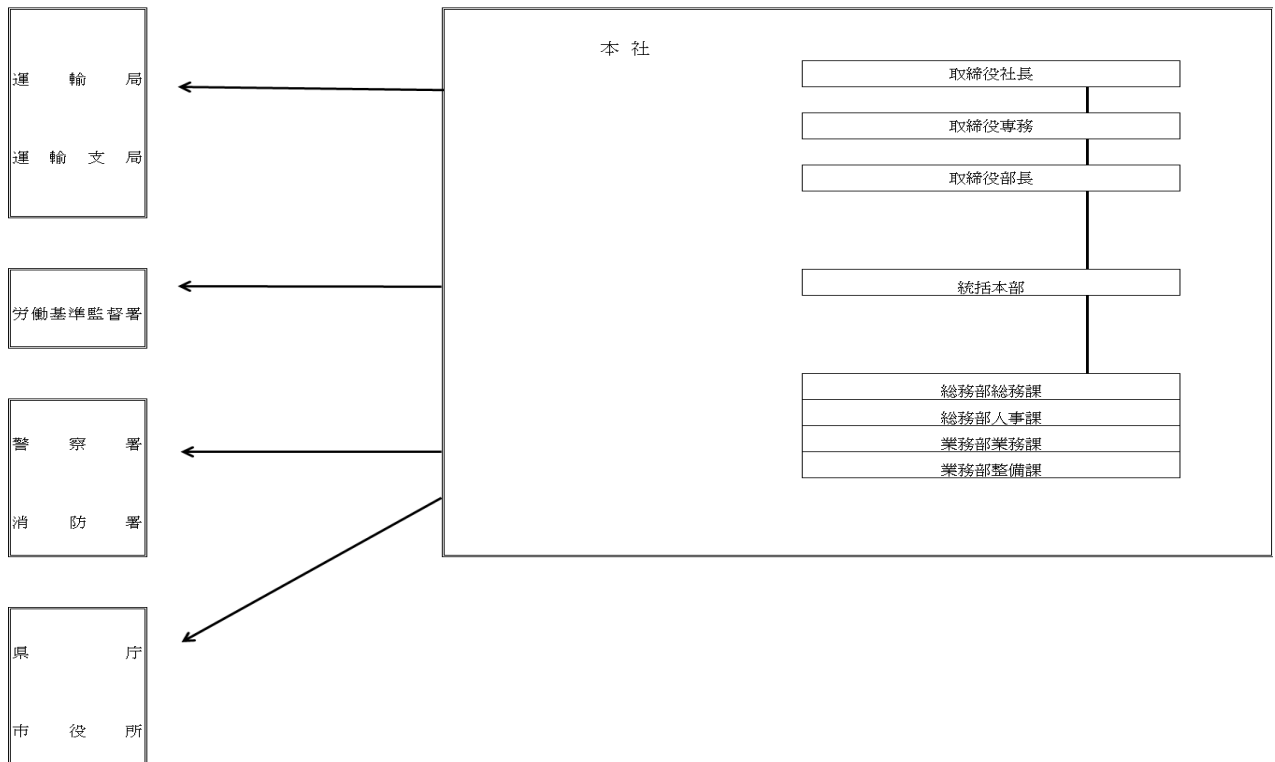 運輸局
運輸支局
労働基準監督署
警察署
消防署
県庁
市役所
本社
取締役社長
取締役専務
取締役部長
統括本部
総務部総務課
総務部人事課
業務部業務課
業務部整備課